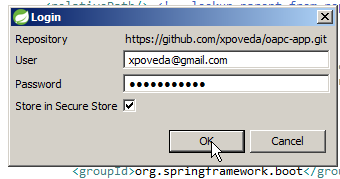 Login
Repository https://github.com/xpoveda/oapc-app.git
User xpoveda@gmail.com
Password ●●●●●●●●●●●
Store in Secure Store
OK Cancel
<groupId>org.springframework.boot</